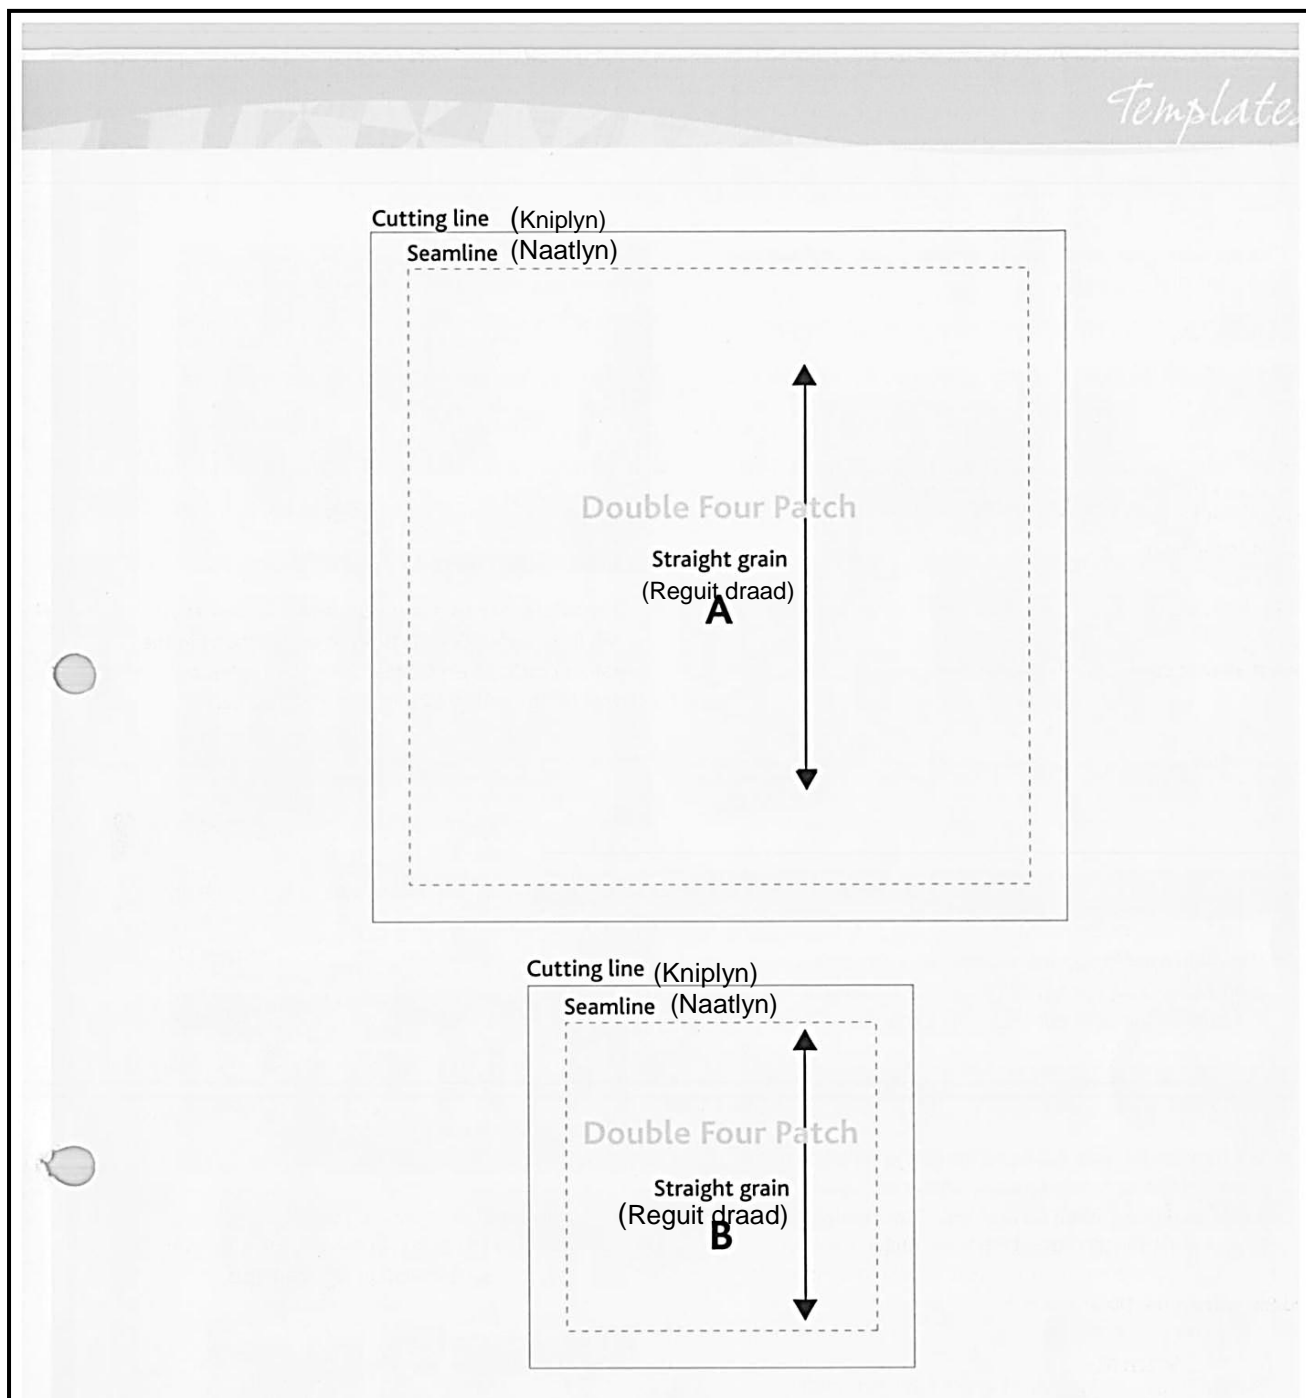 Template
Cutting line (Kniplyn)
Seamline (Naatlyn)
Double Four Patch
Straight grain
(Reguit draad)
A
Cutting line (Kniplyn)
Seamline (Naatlyn)
Double Four Patch
Straight grain
(Reguit draad)
B